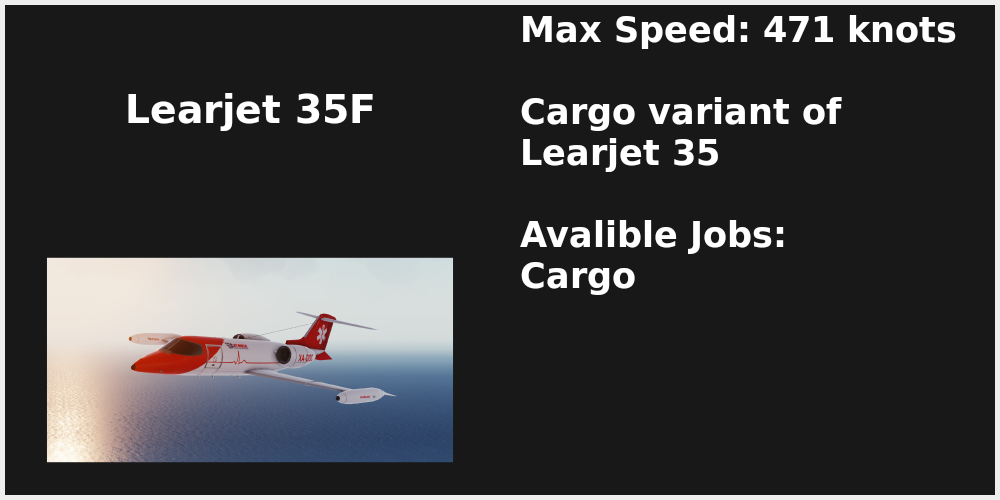 Learjet 35F
Max Speed: 471 knots
Cargo variant of
Learjet 35
Avalible Jobs:
Cargo